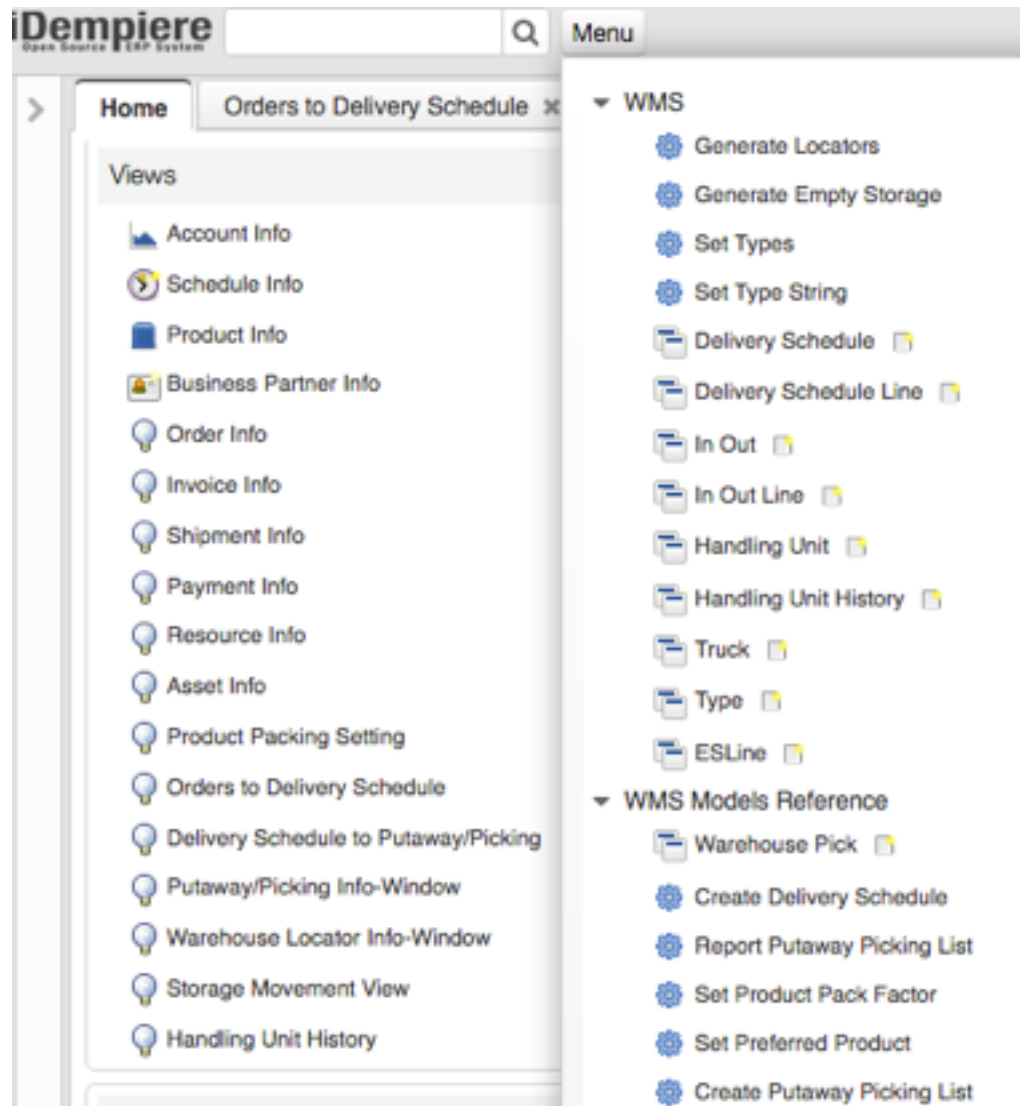 iDempiere
Open Source ERP System
Menu
Home
Orders to Delivery Schedule
Views
Account Info
Schedule Info
Product Info
Business Partner Info
Order Info
Invoice Info
Shipment Info
Payment Info
Resource Info
Asset Info
Product Packing Setting
Orders to Delivery Schedule
Delivery Schedule to Putaway/Picking
Putaway/Picking Info-Window
Warehouse Locator Info-Window
Storage Movement View
Handling Unit History
WMS
Generate Locators
Generate Empty Storage
Set Types
Set Type String
Delivery Schedule
Delivery Schedule Line
In Out
In Out Line
Handling Unit
Handling Unit History
Truck
Type
ESLine
WMS Models Reference
Warehouse Pick
Create Delivery Schedule
Report Putaway Picking List
Set Product Pack Factor
Set Preferred Product
Create Putaway Picking List